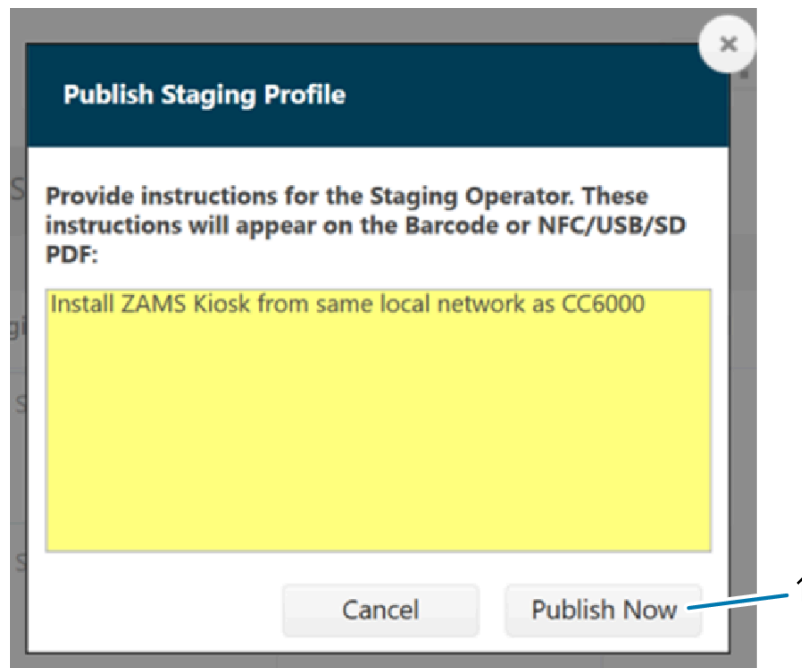 Publish Staging Profile
Provide instructions for the Staging Operator. These
instructions will appear on the Barcode or NFC/USB/SD
PDF:
Install ZAMS Kiosk from same local network as CC6000
Cancel
Publish Now